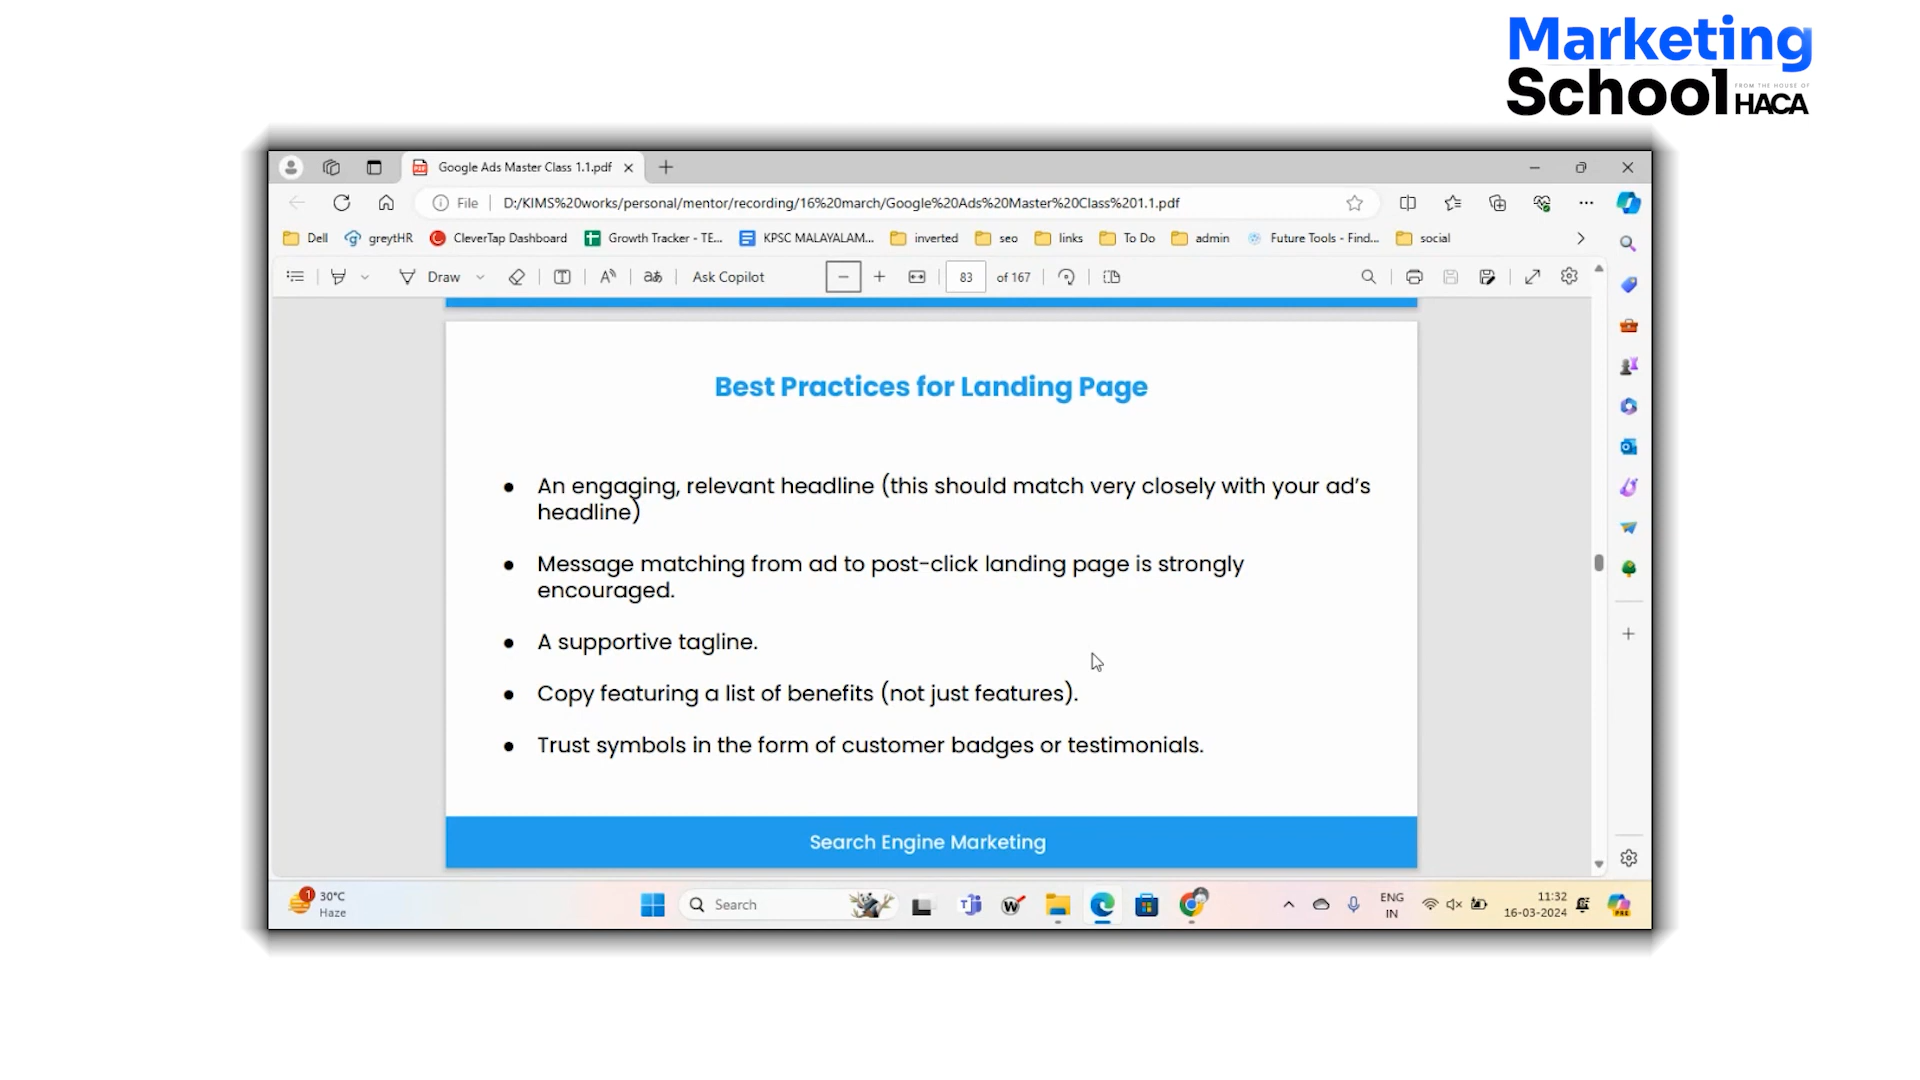 Marketing
School FROM THE HOUSE OF HACA
Google Ads Master Class 1.1.pdf
File D:/KIMS%20works/personal/mentor/recording/16%20march/Google%20Ads%20Master%20Class%201.1.pdf
Dell greytHR CleverTap Dashboard Growth Tracker - TE... KPSC MALAYALAM... inverted seo links To Do admin Future Tools - Find... social
Draw Ask Copilot 83 of 167
Best Practices for Landing Page
● An engaging, relevant headline (this should match very closely with your ad's
headline)
● Message matching from ad to post-click landing page is strongly
encouraged.
● A supportive tagline.
● Copy featuring a list of benefits (not just features).
● Trust symbols in the form of customer badges or testimonials.
Search Engine Marketing
1 30°C
Haze
Search
ENG
IN
11:32
16-03-2024